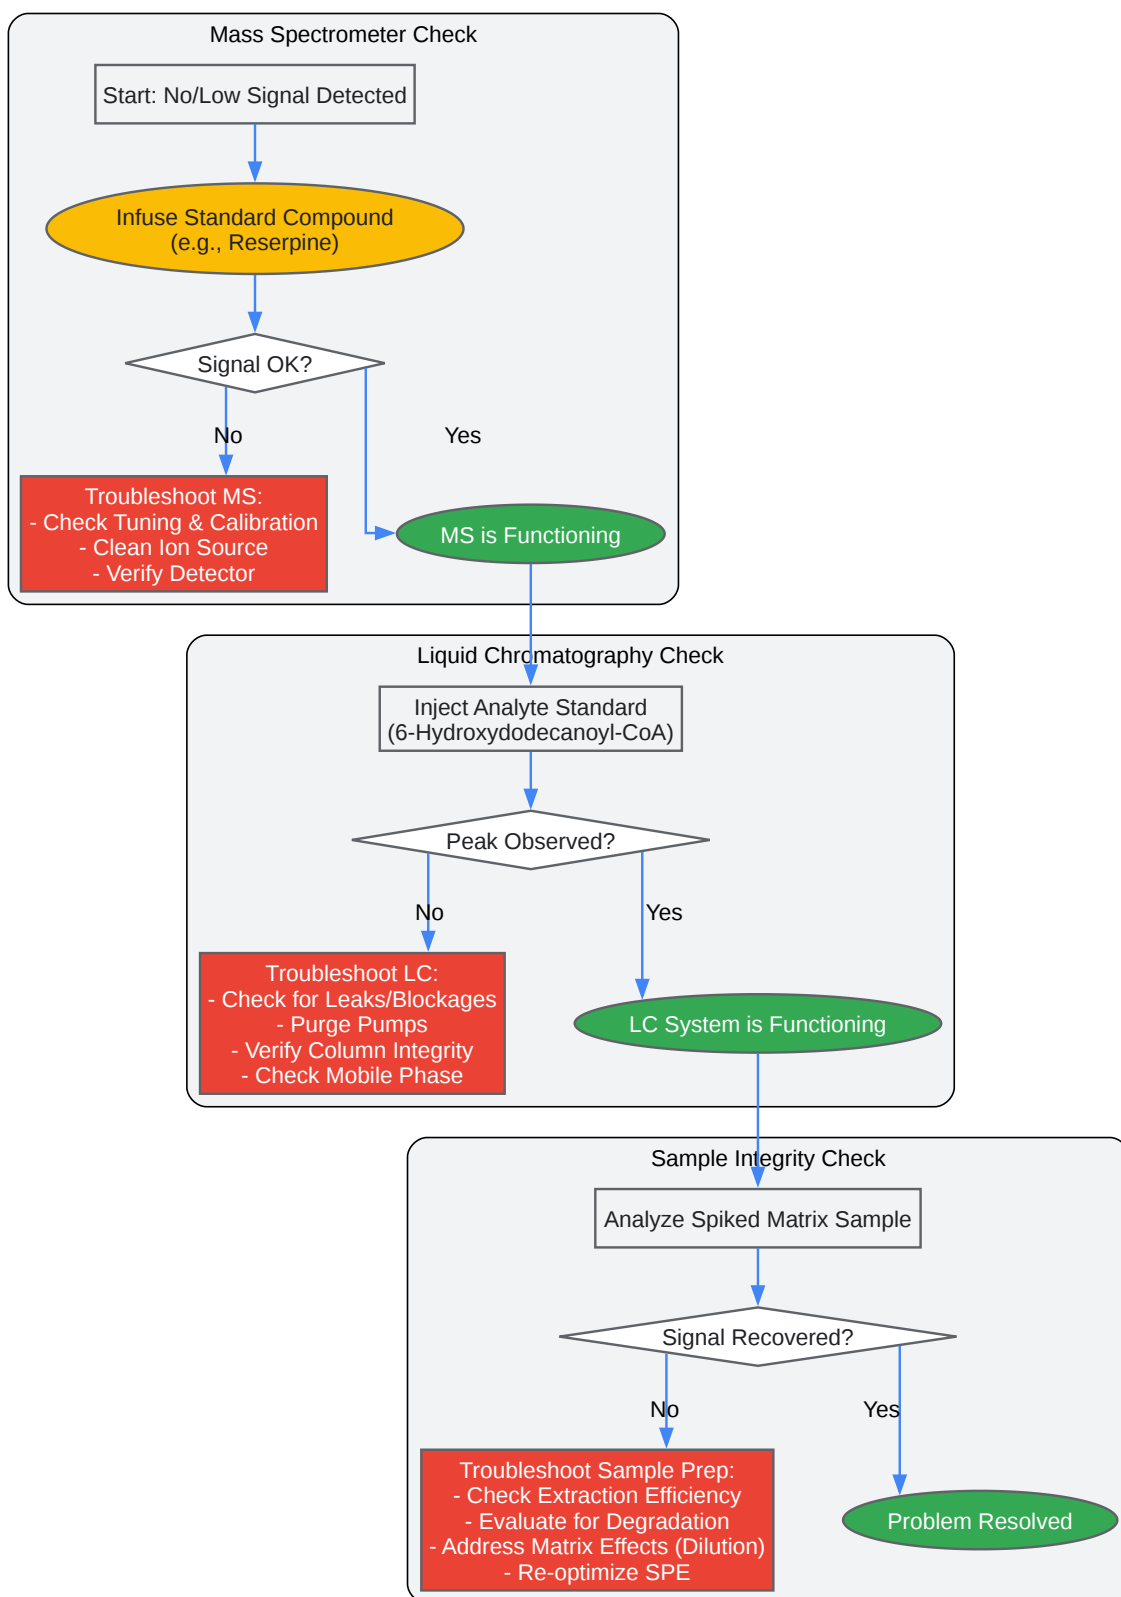 Mass Spectrometer Check
Start: No/Low Signal Detected
Infuse Standard Compound
(e.g., Reserpine)
Signal OK?
No
Yes
Troubleshoot MS:
- Check Tuning & Calibration
- Clean Ion Source
- Verify Detector
MS is Functioning
Liquid Chromatography Check
Inject Analyte Standard
(6-Hydroxydodecanoyl-CoA)
Peak Observed?
No
Yes
Troubleshoot LC:
- Check for Leaks/Blockages
- Purge Pumps
- Verify Column Integrity
- Check Mobile Phase
LC System is Functioning
Sample Integrity Check
Analyze Spiked Matrix Sample
Signal Recovered?
No
Yes
Troubleshoot Sample Prep:
- Check Extraction Efficiency
- Evaluate for Degradation
- Address Matrix Effects (Dilution)
- Re-optimize SPE
Problem Resolved